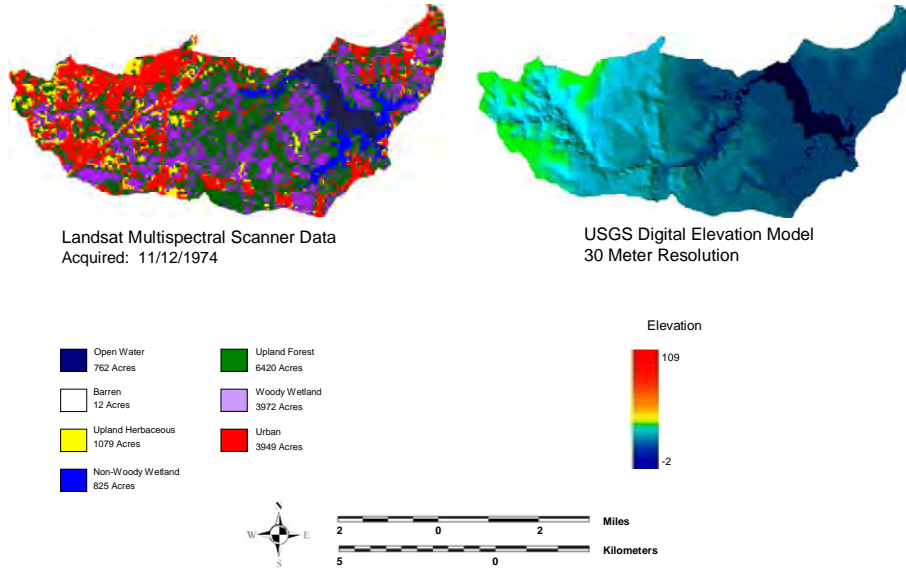 Landsat Multispectral Scanner Data
Acquired: 11/12/1974
USGS Digital Elevation Model
30 Meter Resolution
Elevation
109
-2
Open Water
762 Acres
Upland Forest
6420 Acres
Barren
12 Acres
Woody Wetland
3972 Acres
Upland Herbaceous
1079 Acres
Urban
3949 Acres
Non-Woody Wetland
825 Acres
N
W E
S
2 0 2 Miles
5 0 Kilometers